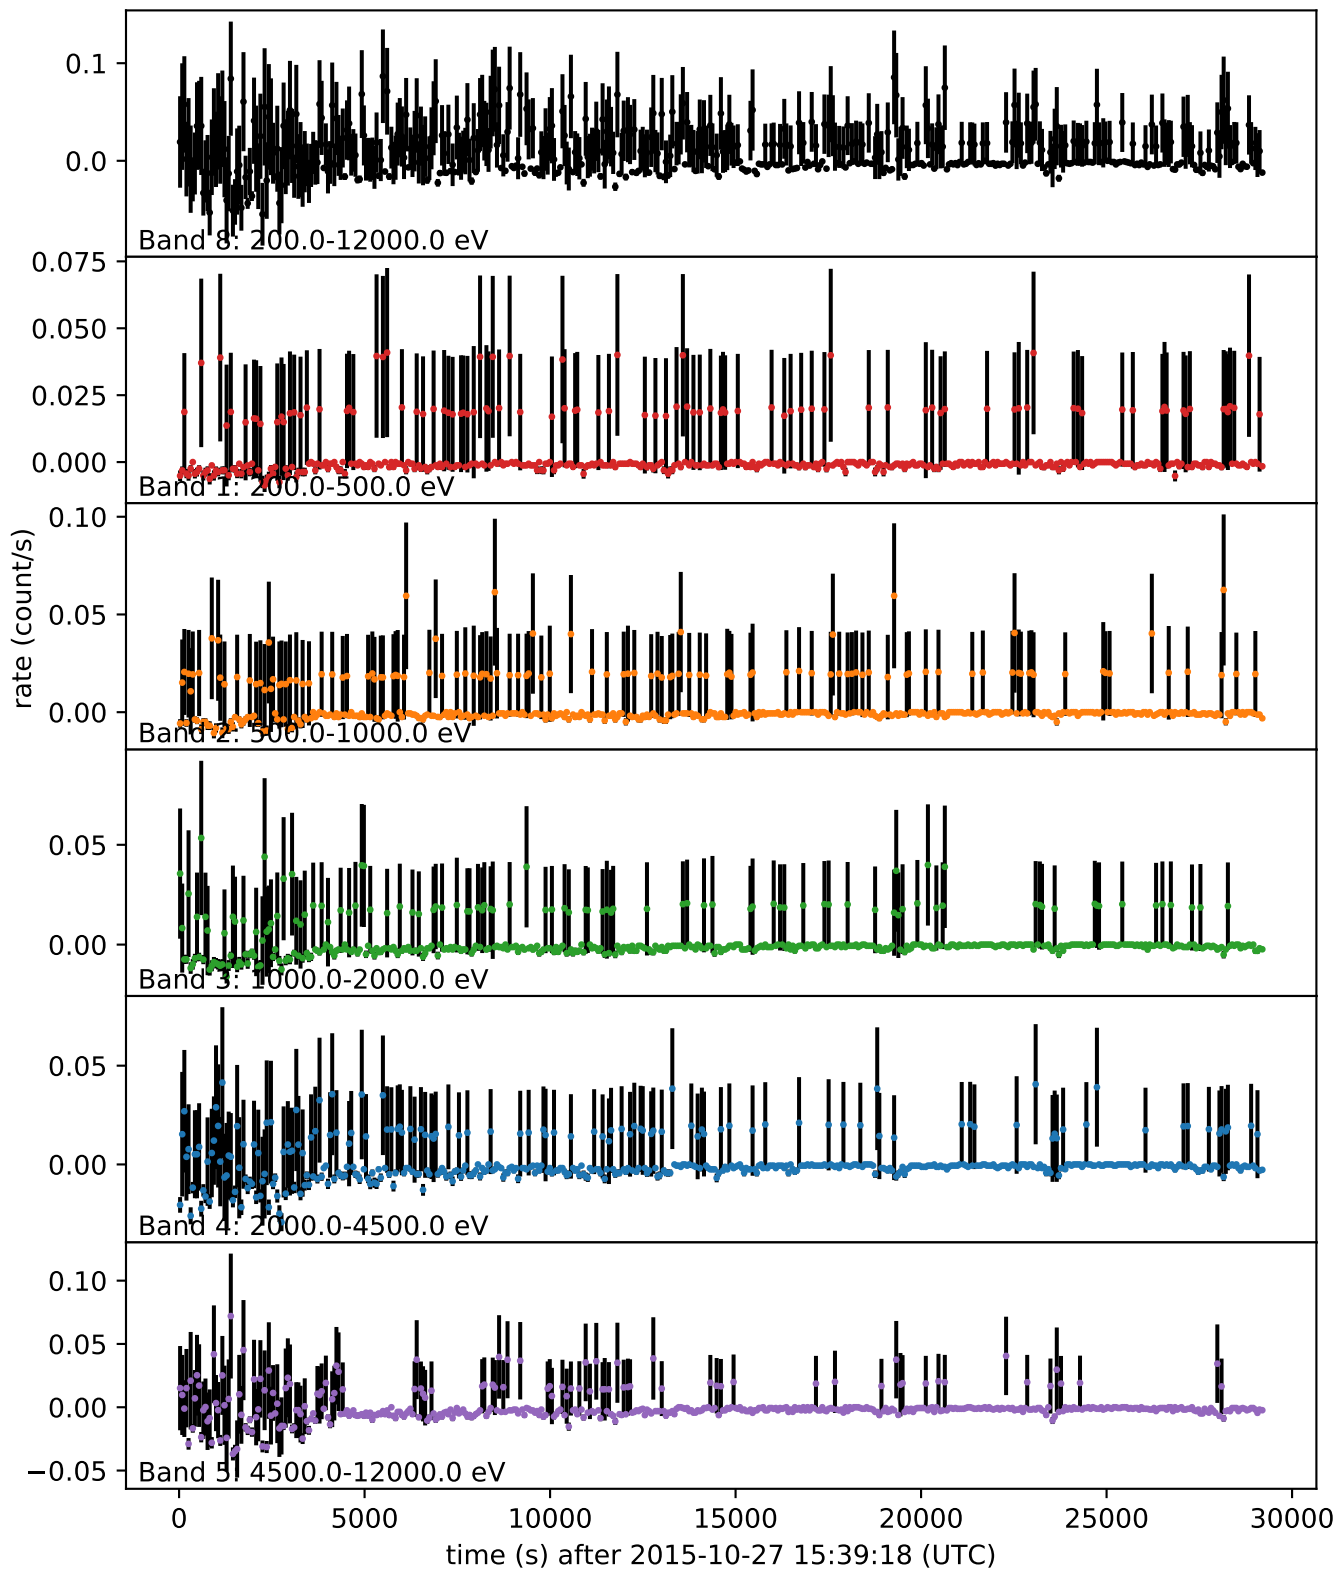 0.1
0.0
Band 8: 200.0-12000.0 eV
0.075
0.050
0.025
0.000
Band 1: 200.0-500.0 eV
0.10
0.05
0.00
Band 2: 500.0-1000.0 eV
rate (count/s)
0.05
0.00
Band 3: 1000.0-2000.0 eV
0.05
0.00
Band 4: 2000.0-4500.0 eV
0.10
0.05
0.00
−0.05
Band 5: 4500.0-12000.0 eV
0 5000 10000 15000 20000 25000 30000
time (s) after 2015-10-27 15:39:18 (UTC)